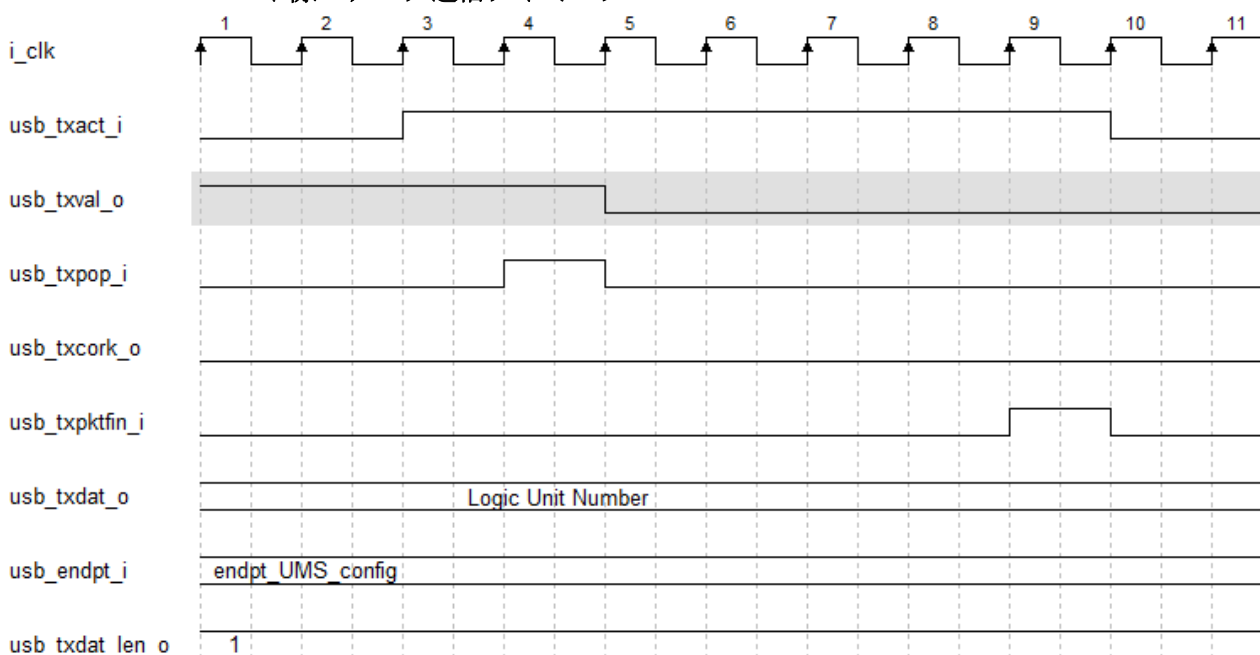 1 2 3 4 5 6 7 8 9 10 11
i_clk
usb_txact_i
usb_txval_o
usb_txpop_i
usb_txcork_o
usb_txpktfin_i
usb_txdat_o Logic Unit Number
usb_endpt_i endpt_UMS_config
usb_txdat_len_o 1